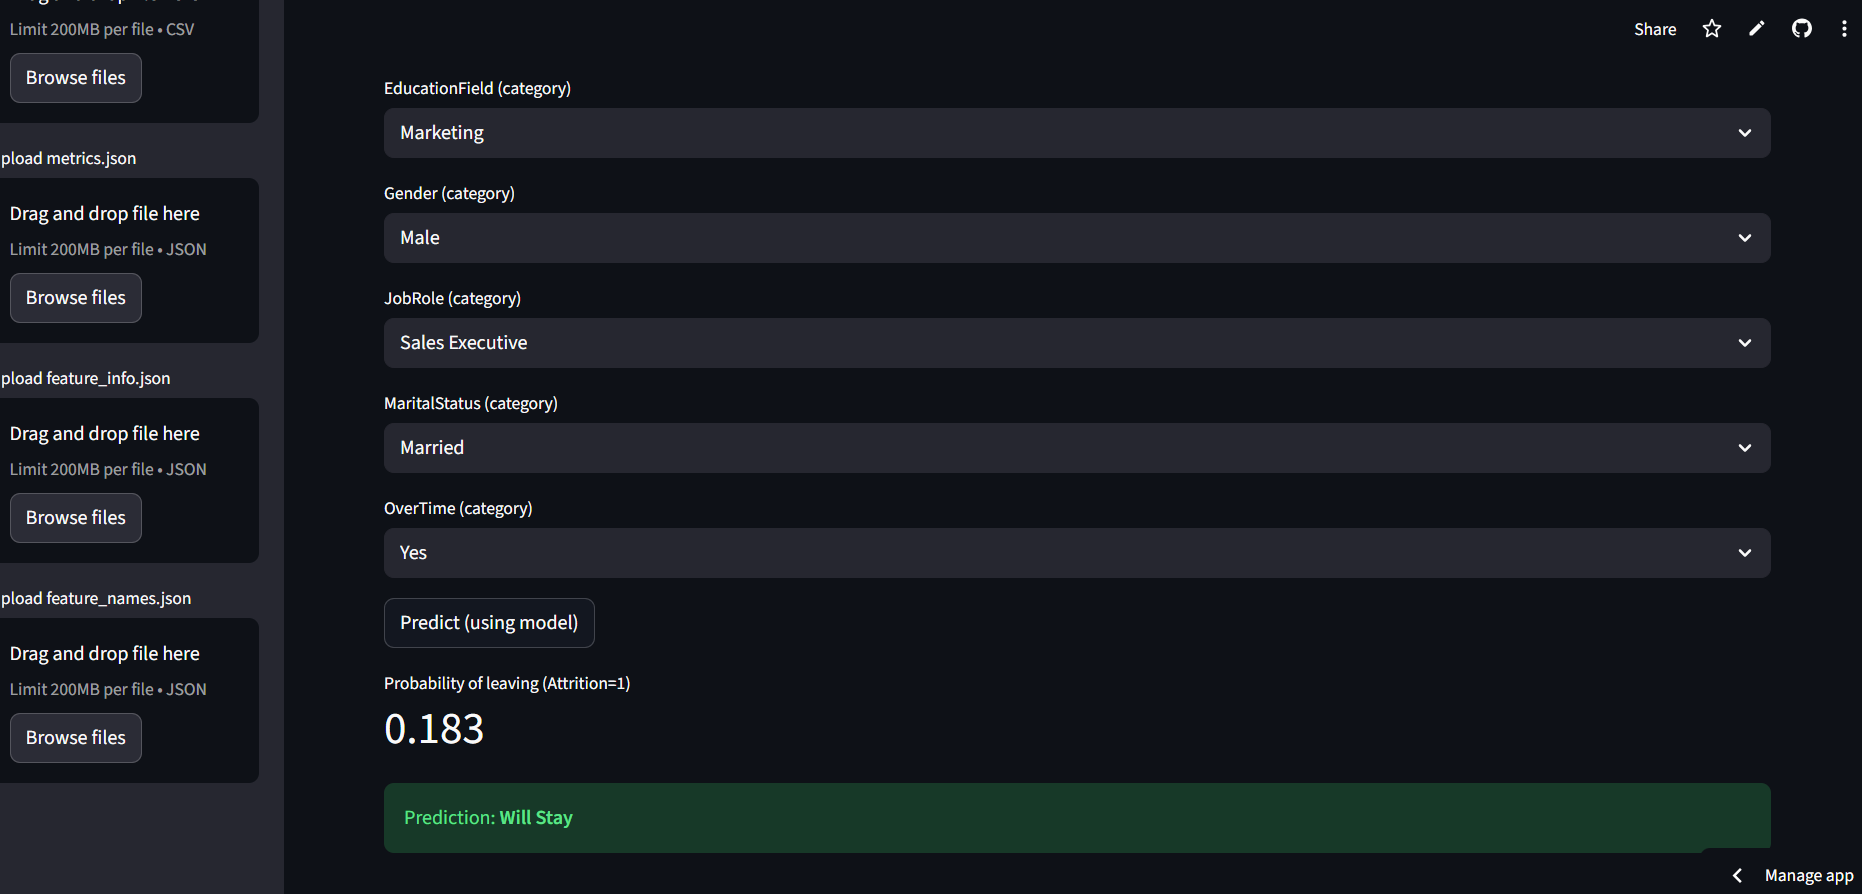 Limit 200MB per file • CSV
Browse files
pload metrics.json
Drag and drop file here
Limit 200MB per file • JSON
Browse files
pload feature_info.json
Drag and drop file here
Limit 200MB per file • JSON
Browse files
pload feature_names.json
Drag and drop file here
Limit 200MB per file • JSON
Browse files
Share
EducationField (category)
Marketing
Gender (category)
Male
JobRole (category)
Sales Executive
MaritalStatus (category)
Married
OverTime (category)
Yes
Predict (using model)
Probability of leaving (Attrition=1)
0.183
Prediction: Will Stay
Manage app